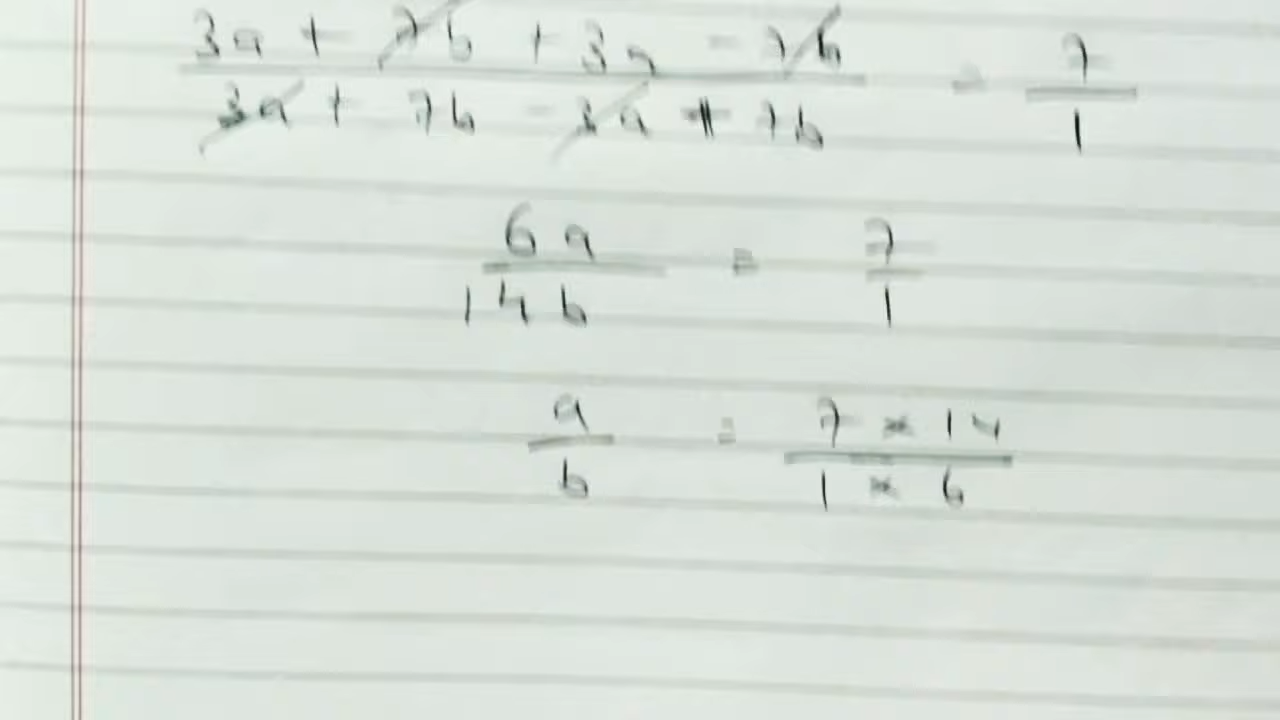 3a + 7b + 3a - 7b = 7
3a + 7b - 3a + 7b 1
6a = 7
14b 1
a = 7 × 14
b 1 × 6